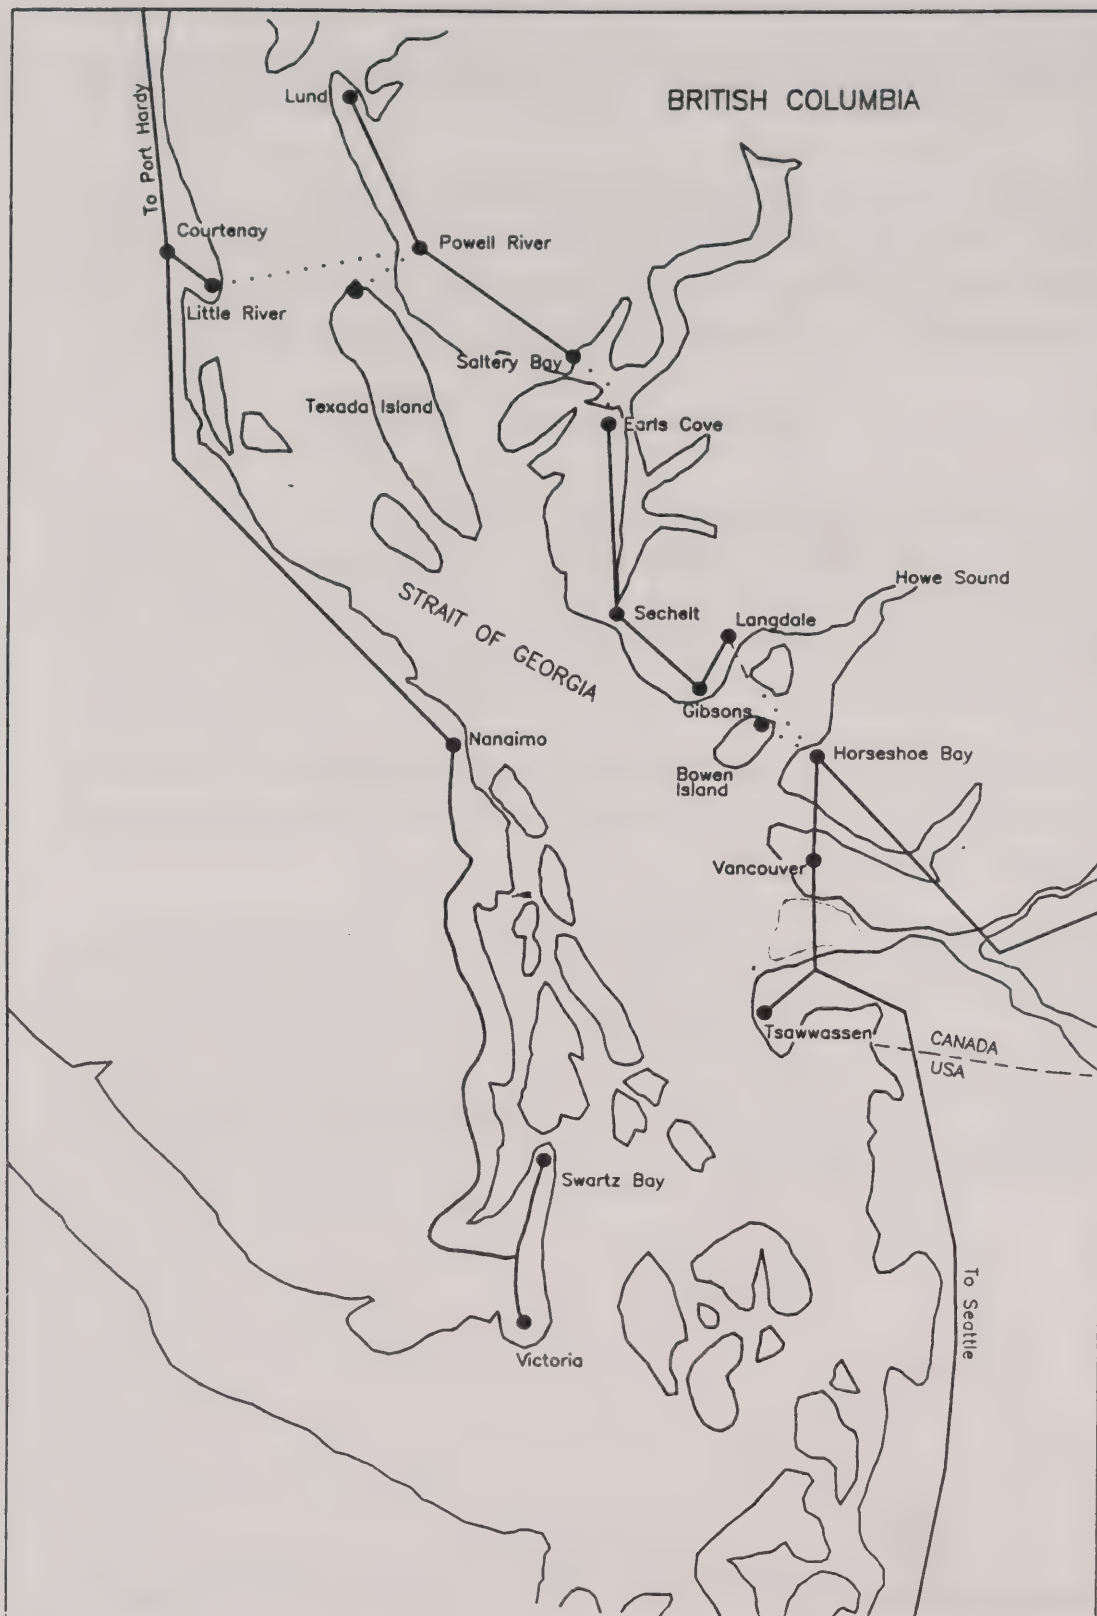 BRITISH COLUMBIA
Lund
To Port Hardy
Courtenay
Powell River
Little River
Saltery Bay
Texada Island
Earls Cove
Howe Sound
STRAIT OF GEORGIA
Sechelt
Langdale
Gibsons
Nanaimo
Horseshoe Bay
Bowen
Island
Vancouver
Tsawwassen
CANADA
USA
Swartz Bay
To Seattle
Victoria